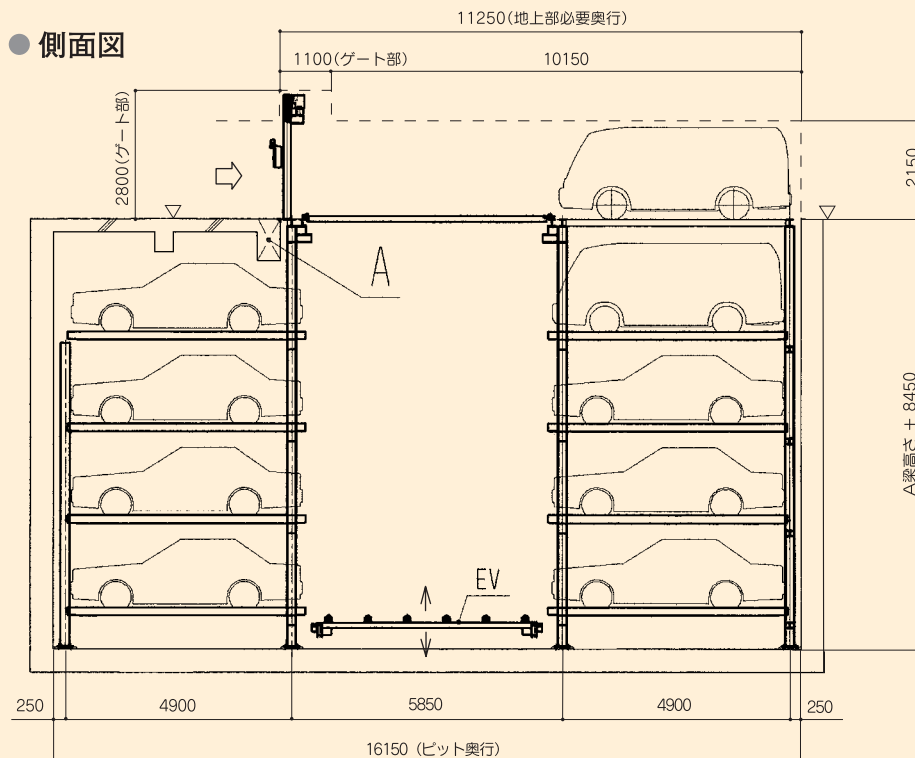 ● 側面図
11250(地上部必要奥行)
1100(ゲート部)
10150
2800(ゲート部)
2150
A
A梁高さ + 8450
EV
250
4900
5850
4900
250
16150 (ピット奥行)